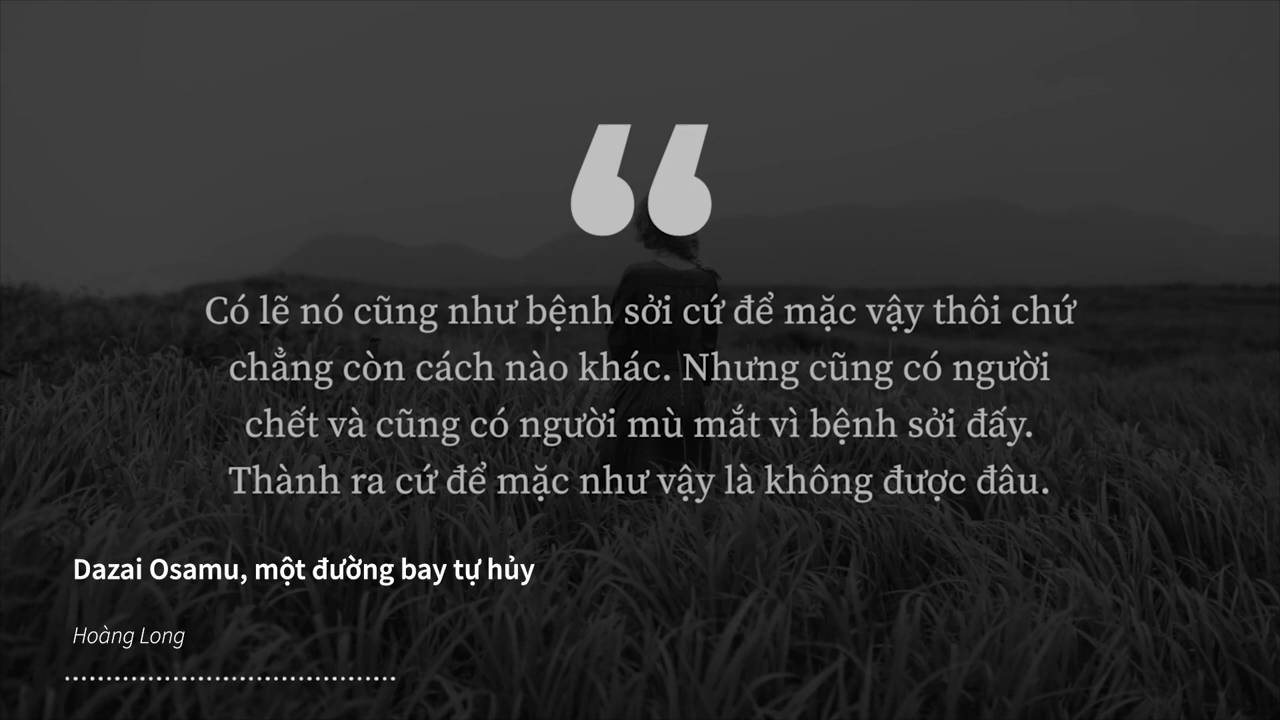 “
Có lẽ nó cũng như bệnh sởi cứ để mặc vậy thôi chứ
chẳng còn cách nào khác. Nhưng cũng có người
chết và cũng có người mù mắt vì bệnh sởi đấy.
Thành ra cứ để mặc như vậy là không được đâu.
Dazai Osamu, một đường bay tự hủy
Hoàng Long